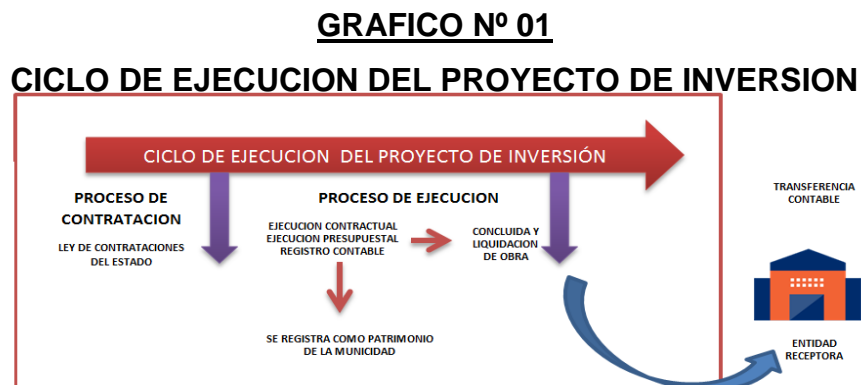 GRAFICO Nº 01
CICLO DE EJECUCION DEL PROYECTO DE INVERSION
CICLO DE EJECUCION DEL PROYECTO DE INVERSIÓN
PROCESO DE
CONTRATACION
LEY DE CONTRATACIONES
DEL ESTADO
PROCESO DE EJECUCION
EJECUCION CONTRACTUAL
EJECUCION PRESUPUESTAL
REGISTRO CONTABLE
CONCLUIDA Y
LIQUIDACION
DE OBRA
SE REGISTRA COMO PATRIMONIO
DE LA MUNICIDAD
TRANSFERENCIA
CONTABLE
ENTIDAD
RECEPTORA